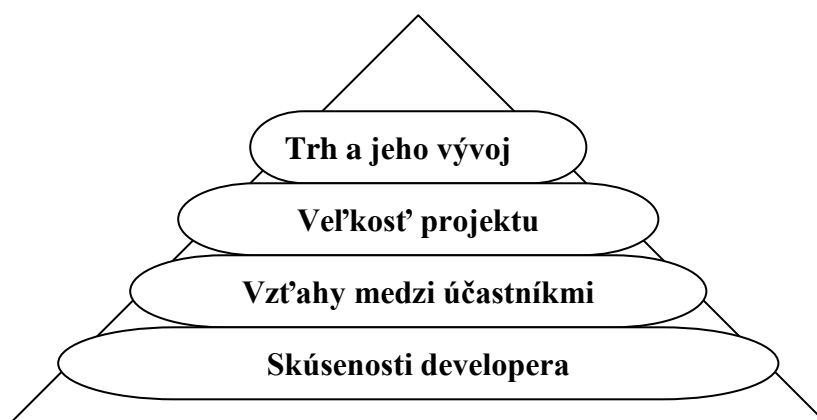 Trh a jeho vývoj
Veľkosť projektu
Vzťahy medzi účastníkmi
Skúsenosti developera